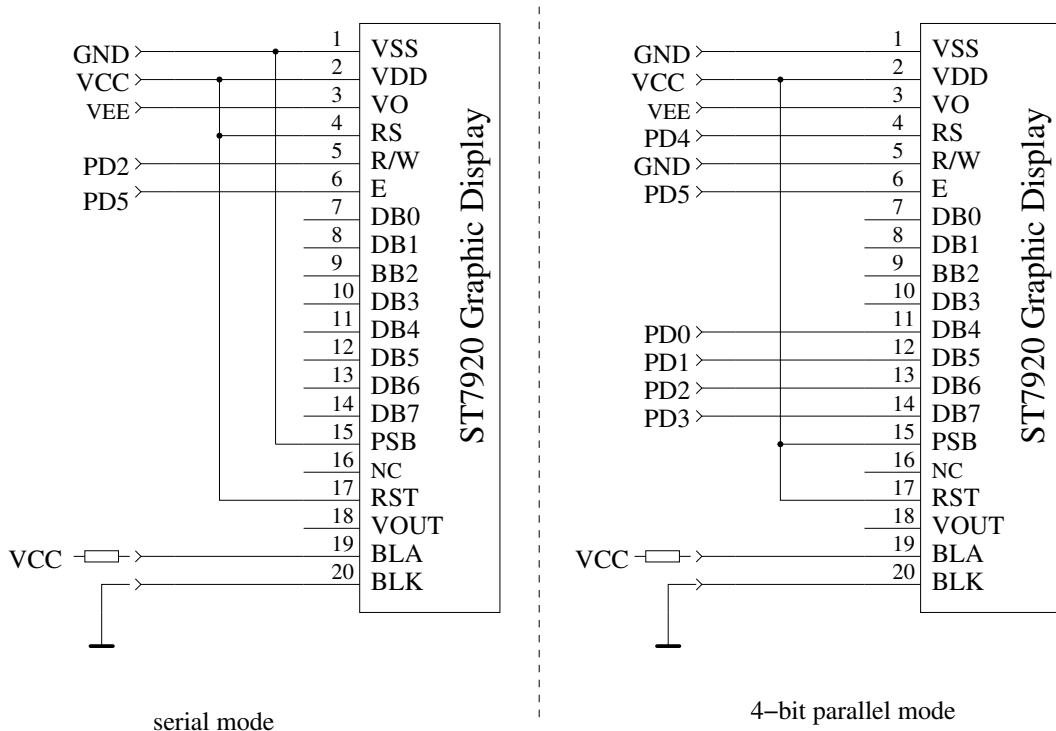 GND 1 VSS
VCC 2 VDD
VEE 3 VO
4 RS
PD2 5 R/W
PD5 6 E
7 DB0
8 DB1
9 BB2
10 DB3
11 DB4
12 DB5
13 DB6
14 DB7
15 PSB
16 NC
17 RST
18 VOUT
VCC 19 BLA
20 BLK
ST7920 Graphic Display
serial mode
GND 1 VSS
VCC 2 VDD
VEE 3 VO
PD4 4 RS
GND 5 R/W
PD5 6 E
7 DB0
8 DB1
9 BB2
10 DB3
PD0 11 DB4
PD1 12 DB5
PD2 13 DB6
PD3 14 DB7
15 PSB
16 NC
17 RST
18 VOUT
VCC 19 BLA
20 BLK
ST7920 Graphic Display
4−bit parallel mode